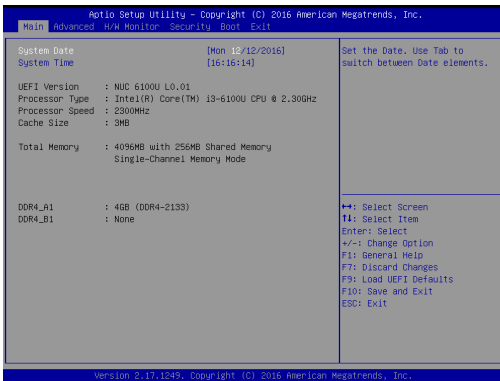 Aptio Setup Utility – Copyright (C) 2016 American Megatrends, Inc.
Main Advanced H/W Monitor Security Boot Exit
System Date [Mon 12/12/2016]
System Time [16:16:14]
UEFI Version : NUC 6100U L0.01
Processor Type : Intel(R) Core(TM) i3-6100U CPU @ 2.30GHz
Processor Speed : 2300MHz
Cache Size : 3MB
Total Memory : 4096MB with 256MB Shared Memory
Single-Channel Memory Mode
DDR4_A1 : 4GB (DDR4-2133)
DDR4_B1 : None
Set the Date. Use Tab to
switch between Date elements.
↔: Select Screen
↑↓: Select Item
Enter: Select
+/-: Change Option
F1: General Help
F7: Discard Changes
F9: Load UEFI Defaults
F10: Save and Exit
ESC: Exit
Version 2.17.1249. Copyright (C) 2016 American Megatrends, Inc.